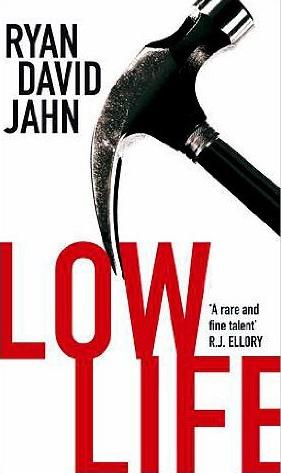 RYAN
DAVID
JAHN
LOW
LIFE
'A rare and
fine talent'
R.J. ELLORY